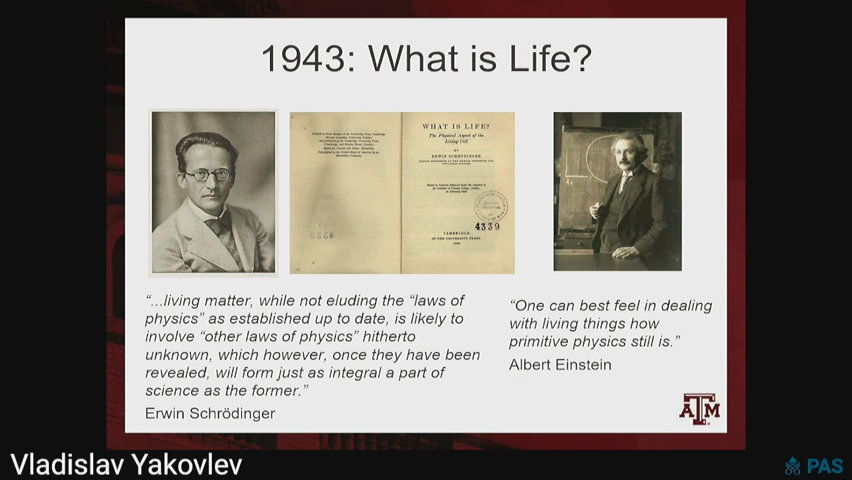 1943: What is Life?
WHAT IS LIFE?
The Physical Aspect of the
Living Cell
BY
ERWIN SCHRÖDINGER
4339
CAMBRIDGE
AT THE UNIVERSITY PRESS
“...living matter, while not eluding the “laws of
physics” as established up to date, is likely to
involve “other laws of physics” hitherto
unknown, which however, once they have been
revealed, will form just as integral a part of
science as the former.”
Erwin Schrödinger
“One can best feel in dealing
with living things how
primitive physics still is.”
Albert Einstein
ATM
Vladislav Yakovlev
PAS